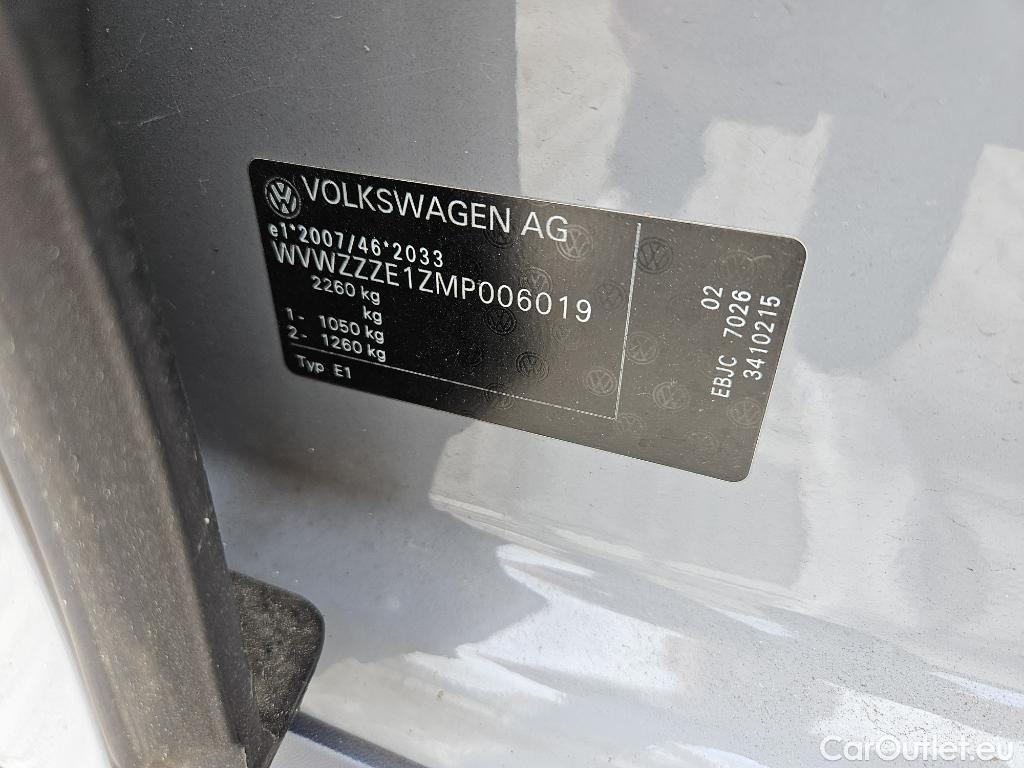 VOLKSWAGEN AG
e1*2007/46*2033
WVWZZZE1ZMP006019
2260 kg
kg
1- 1050 kg
2- 1260 kg
Typ E1
02
EBJC 7026
3410215
CarOutlet.eu